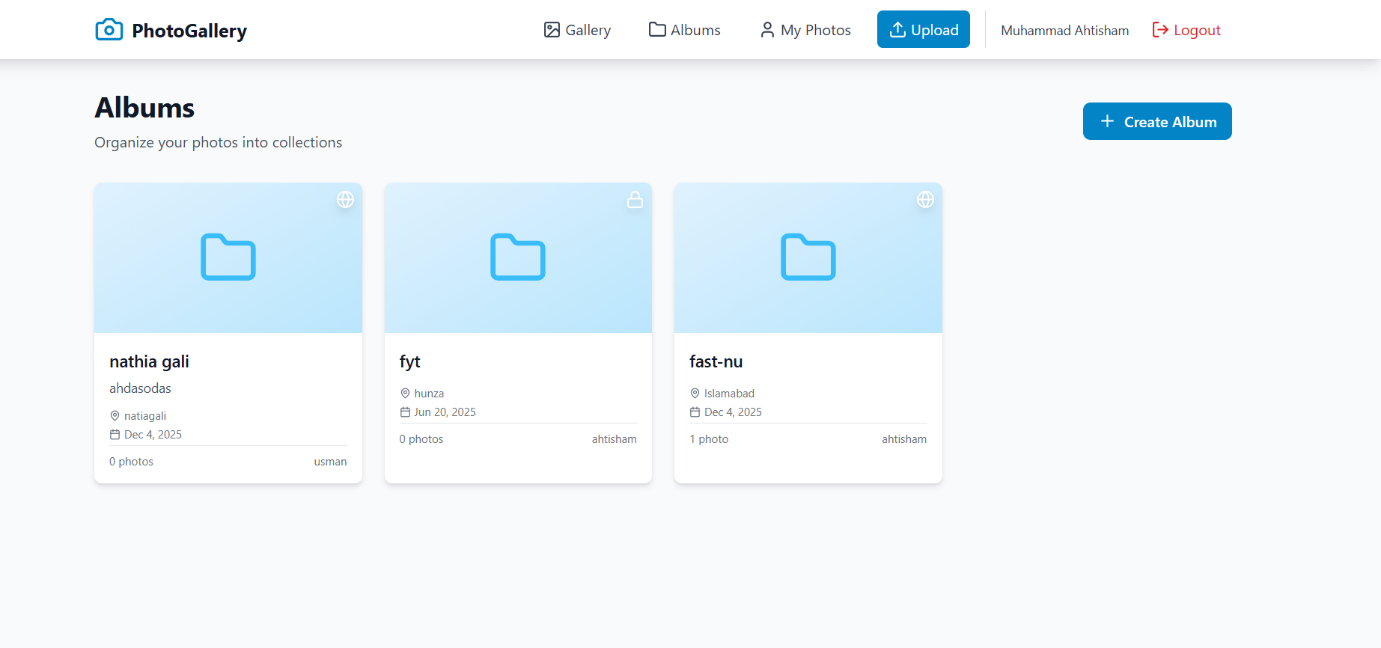 PhotoGallery
Gallery
Albums
My Photos
Upload
Muhammad Ahtisham
Logout
Albums
Organize your photos into collections
Create Album
nathia gali
ahdasodas
natiagali
Dec 4, 2025
0 photos
usman
fyt
hunza
Jun 20, 2025
0 photos
ahtisham
fast-nu
Islamabad
Dec 4, 2025
1 photo
ahtisham